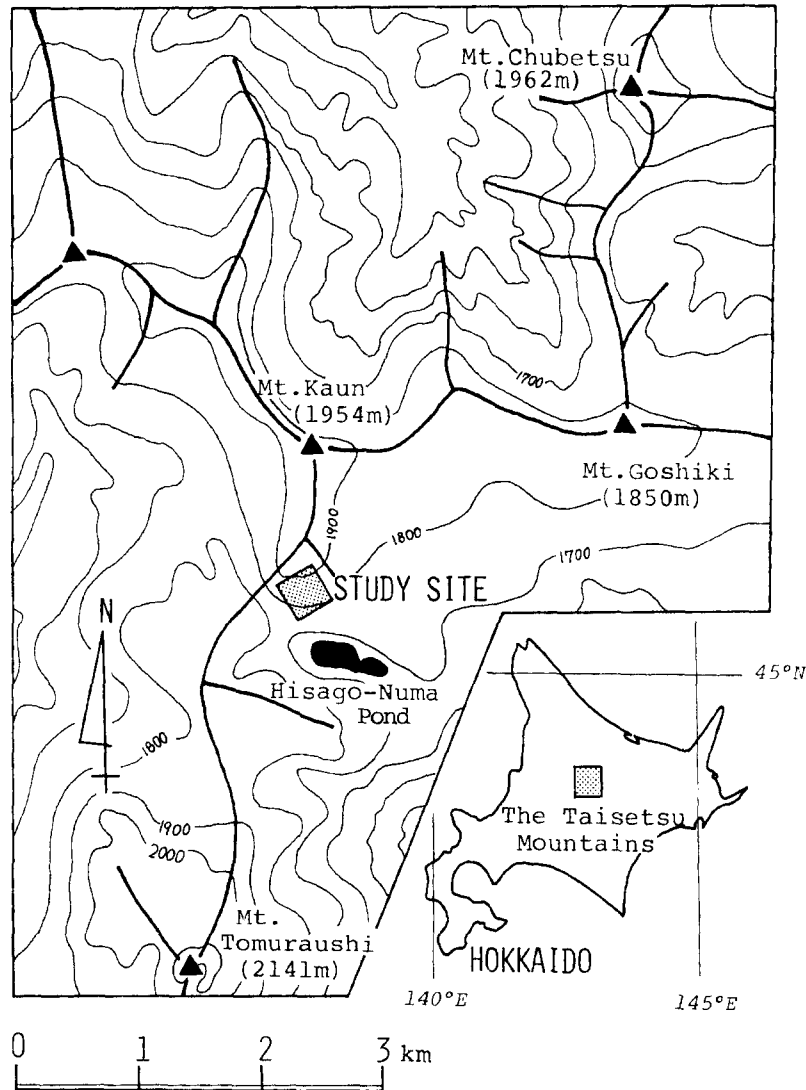 Mt.Chubetsu
(1962m)
Mt.Kaun
(1954m)
1700
Mt.Goshiki
(1850m)
1900
1800
1700
STUDY SITE
N
Hisago-Numa
Pond
1800
1900
2000
Mt.
Tomuraushi
(2141m)
45°N
The Taisetsu
Mountains
HOKKAIDO
140°E
145°E
0 1 2 3 km